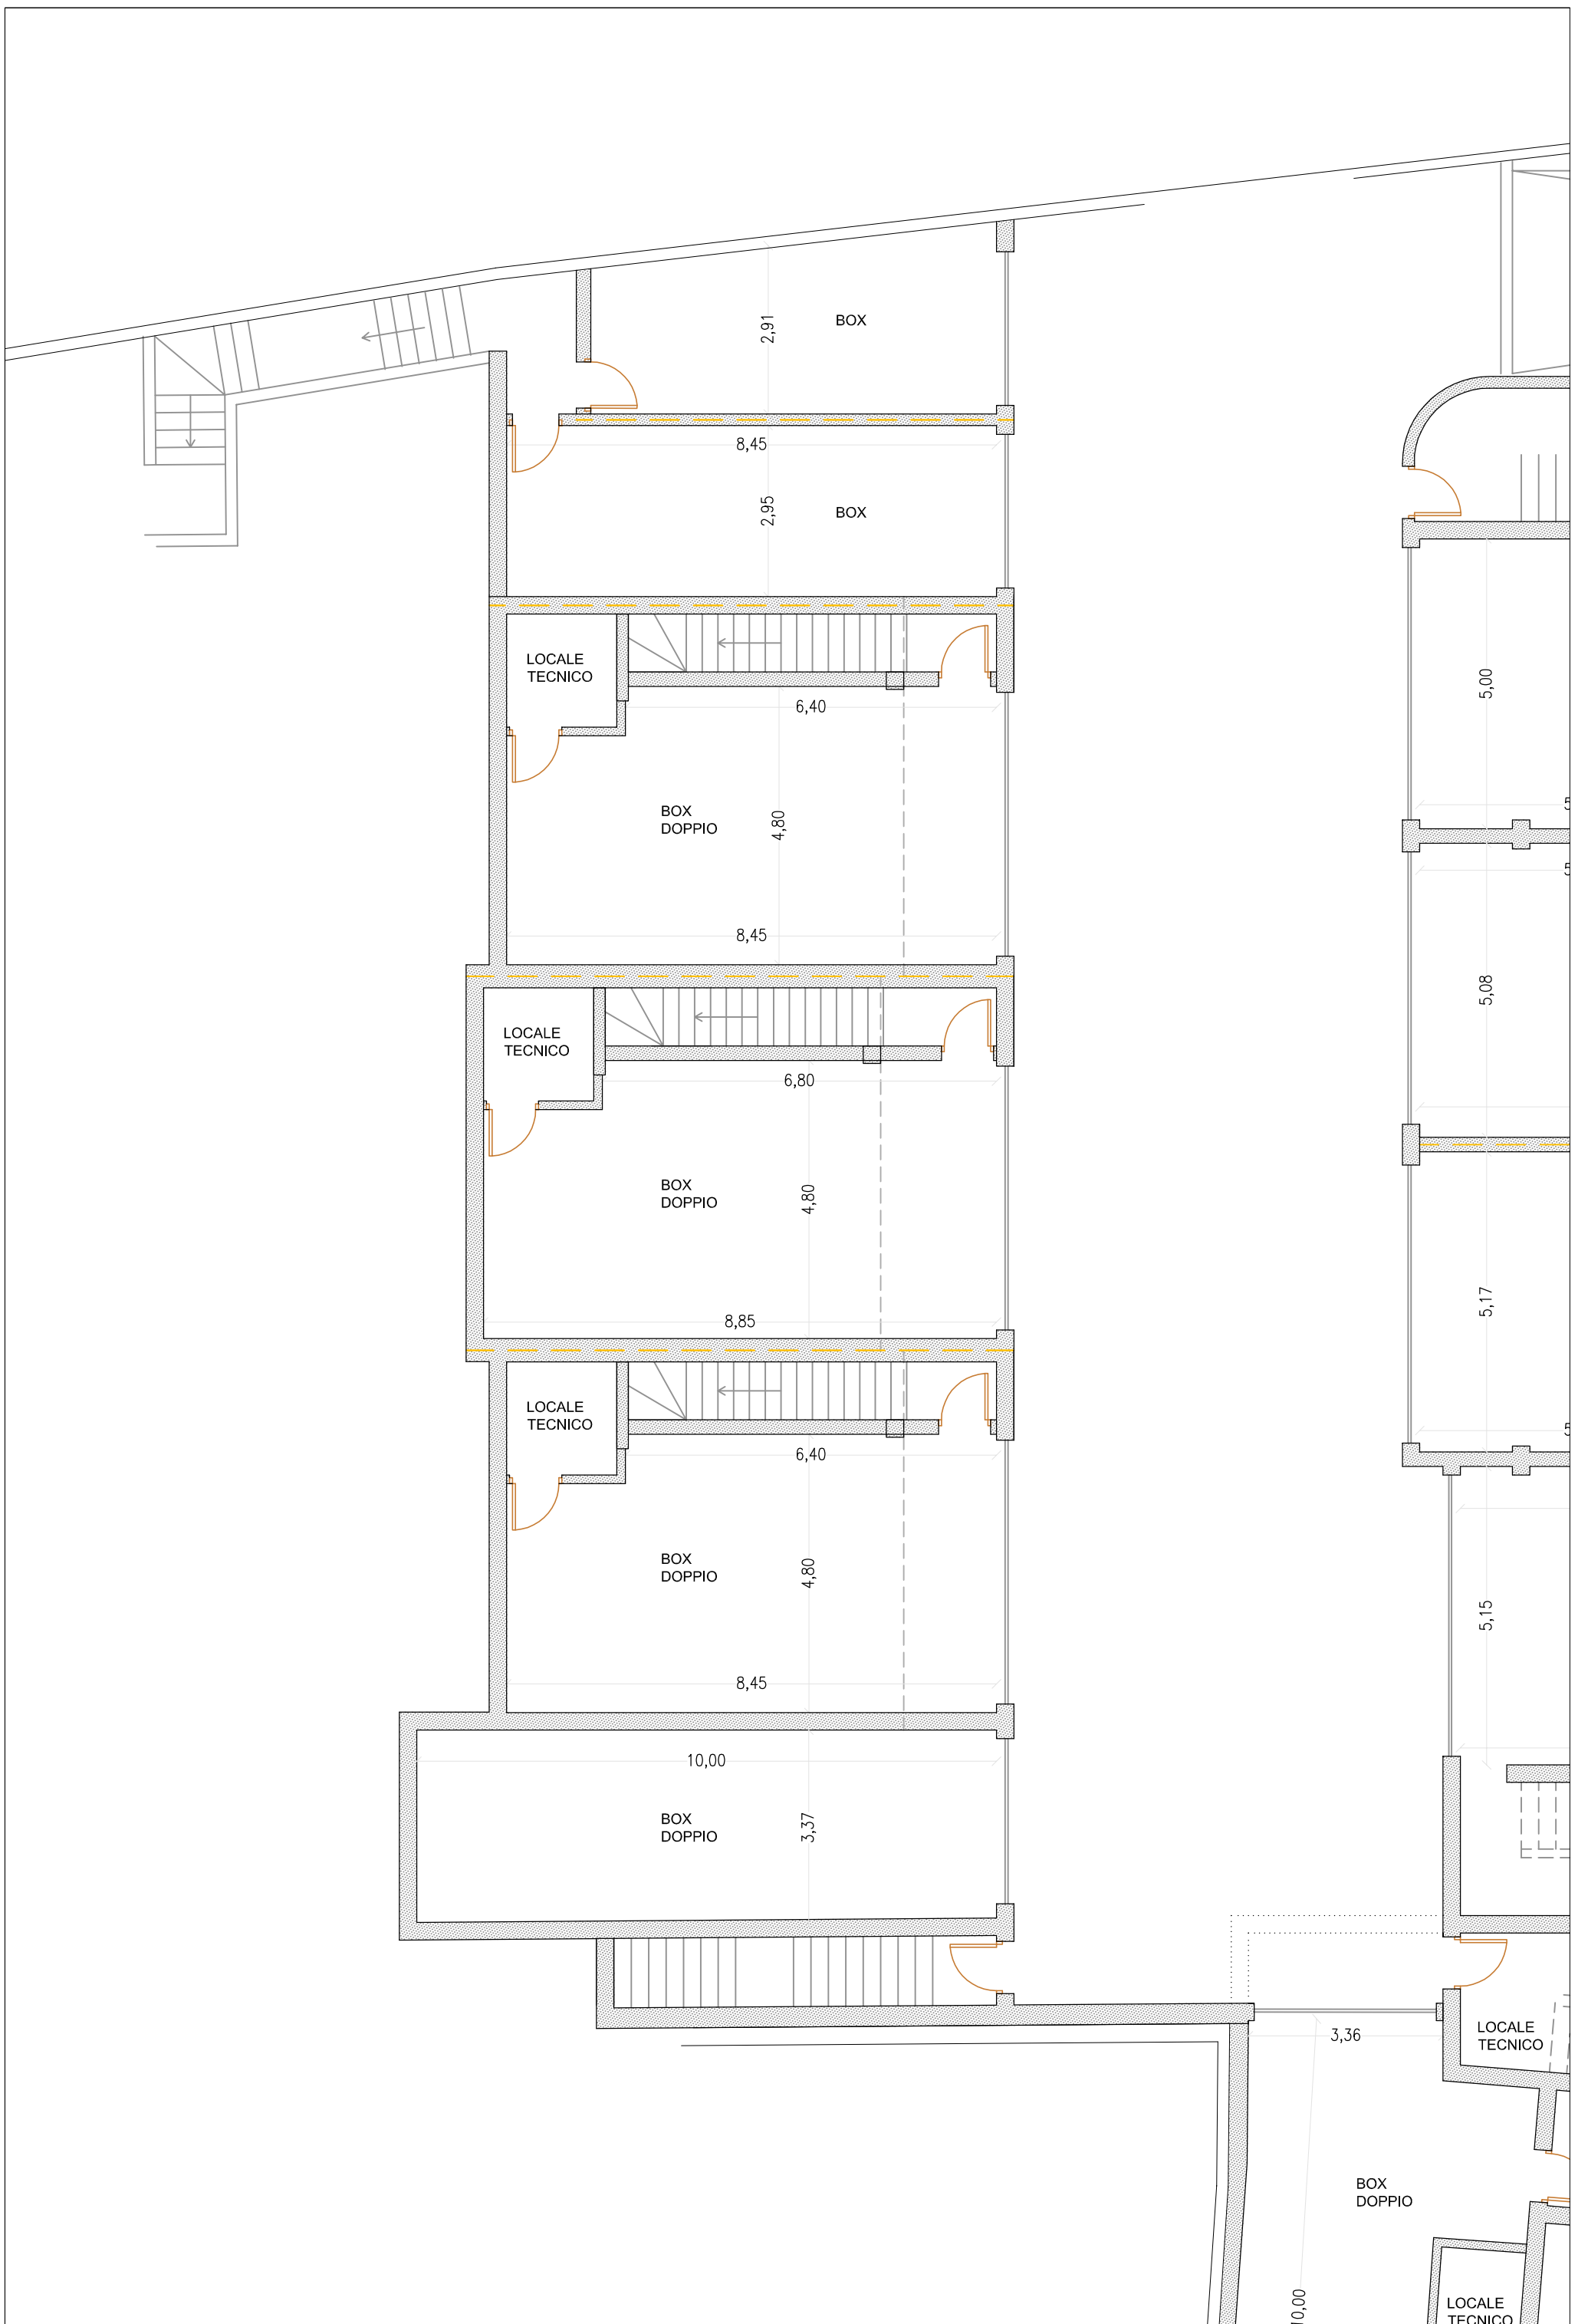 2,91
BOX
8,45
2,95
BOX
LOCALE
TECNICO
6,40
5,00
BOX
DOPPIO
4,80
8,45
5,08
LOCALE
TECNICO
6,80
BOX
DOPPIO
4,80
8,85
5,17
LOCALE
TECNICO
6,40
BOX
DOPPIO
4,80
8,45
5,15
10,00
BOX
DOPPIO
3,37
3,36
LOCALE
TECNICO
BOX
DOPPIO
10,00
LOCALE
TECNICO